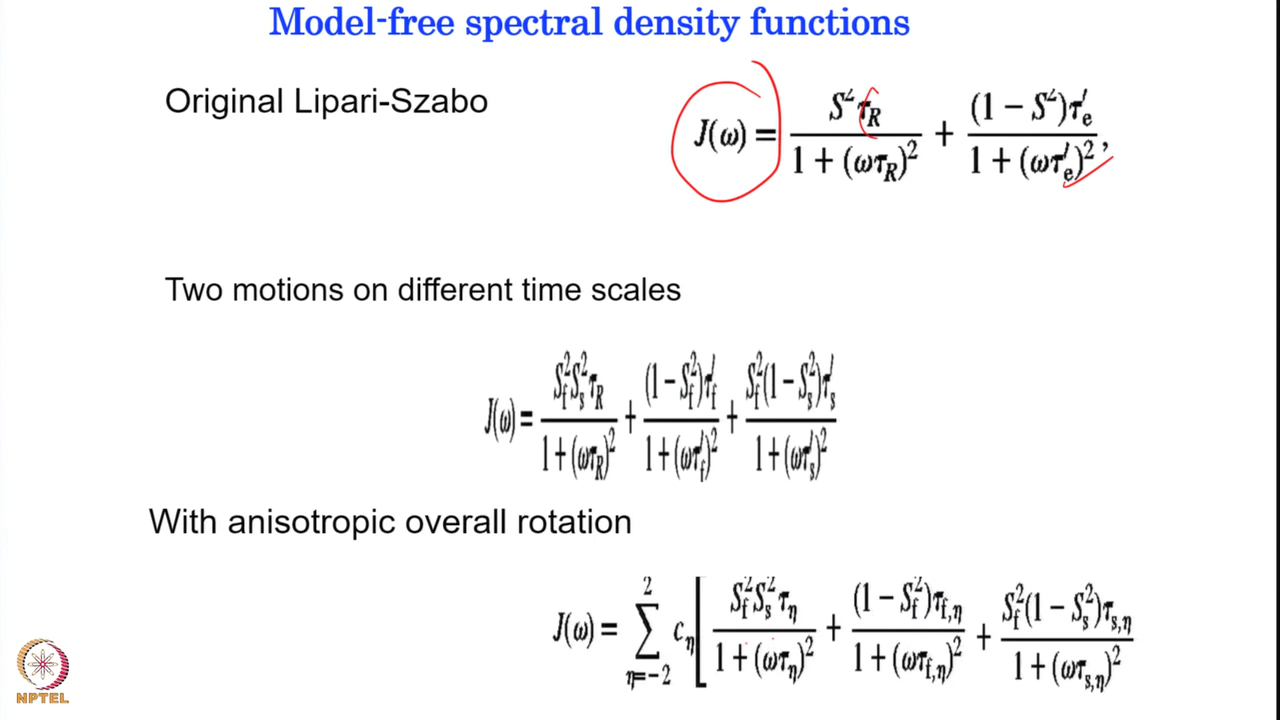 Model-free spectral density functions
Original Lipari-Szabo
J(ω) = S²τ_R / (1 + (ωτ_R)²) + (1 − S²)τ′_e / (1 + (ωτ′_e)²),
Two motions on different time scales
J(ω) = S_f²S_s²τ_R / (1 + (ωτ_R)²) + (1 − S_f²)τ′_f / (1 + (ωτ′_f)²) + S_f²(1 − S_s²)τ′_s / (1 + (ωτ′_s)²)
With anisotropic overall rotation
J(ω) = ∑_{η=−2}^{2} c_η [ S_f²S_s²τ_η / (1 + (ωτ_η)²) + (1 − S_f²)τ_{f,η} / (1 + (ωτ_{f,η})²) + S_f²(1 − S_s²)τ_{s,η} / (1 + (ωτ_{s,η})²)
NPTEL